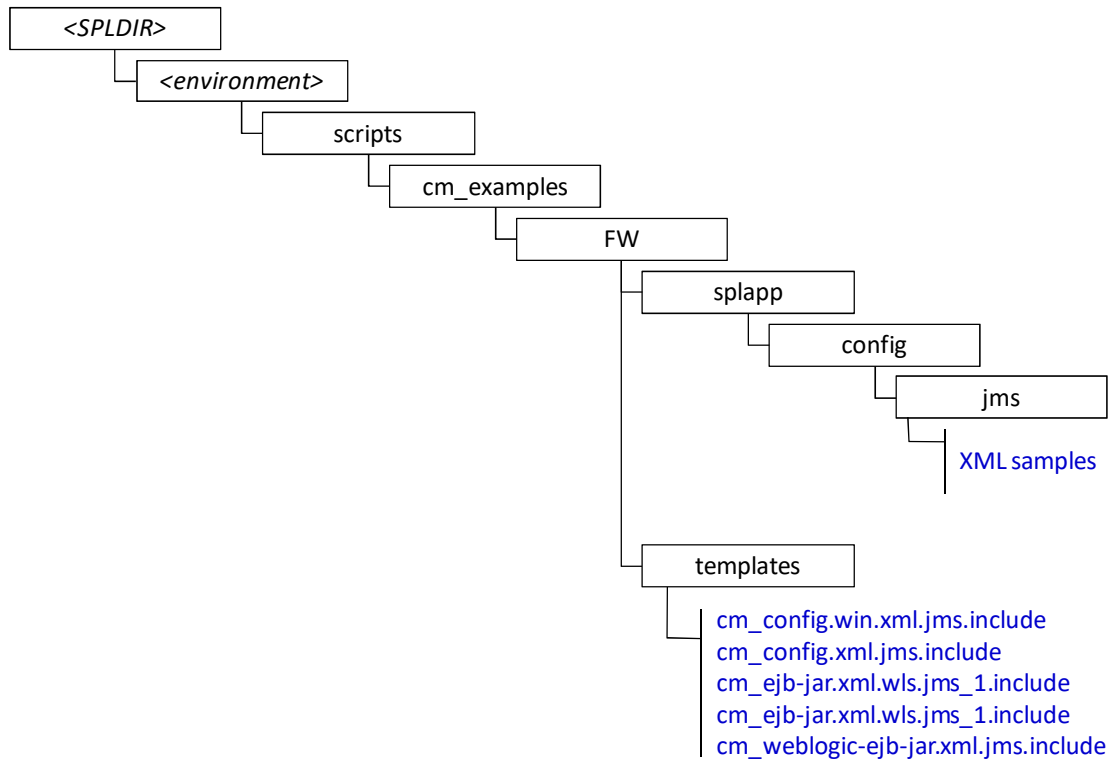 <SPLDIR>
<environment>
scripts
cm_examples
FW
splapp
config
jms
XML samples
templates
cm_config.win.xml.jms.include
cm_config.xml.jms.include
cm_ejb-jar.xml.wls.jms_1.include
cm_ejb-jar.xml.wls.jms_1.include
cm_weblogic-ejb-jar.xml.jms.include